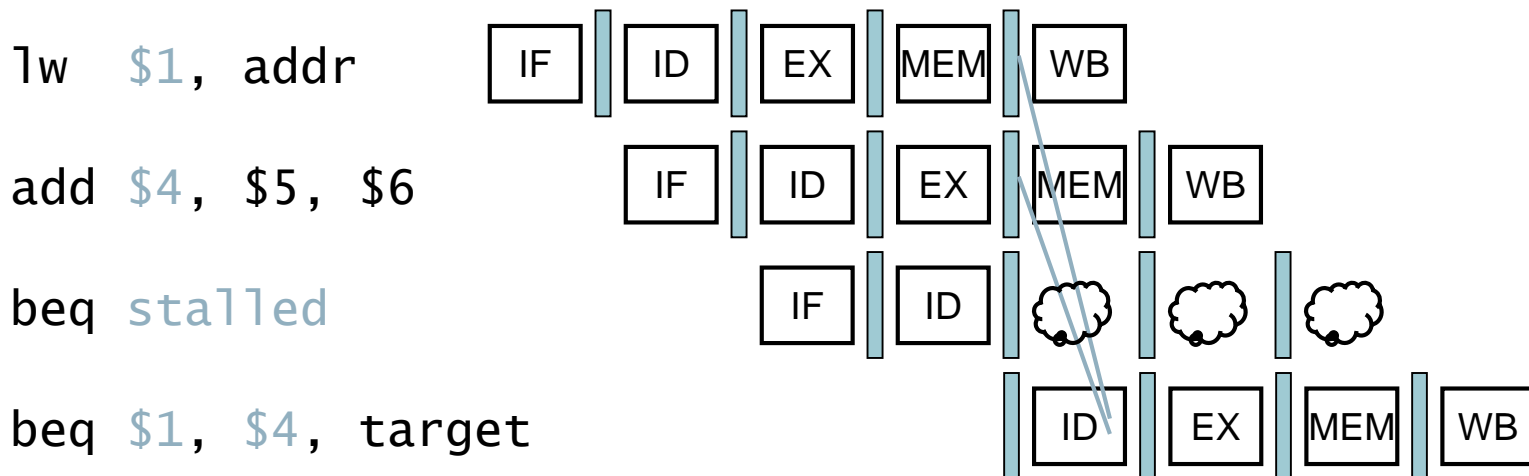 lw $1, addr IF ID EX MEM WB
add $4, $5, $6 IF ID EX MEM WB
beq stalled IF ID
beq $1, $4, target ID EX MEM WB